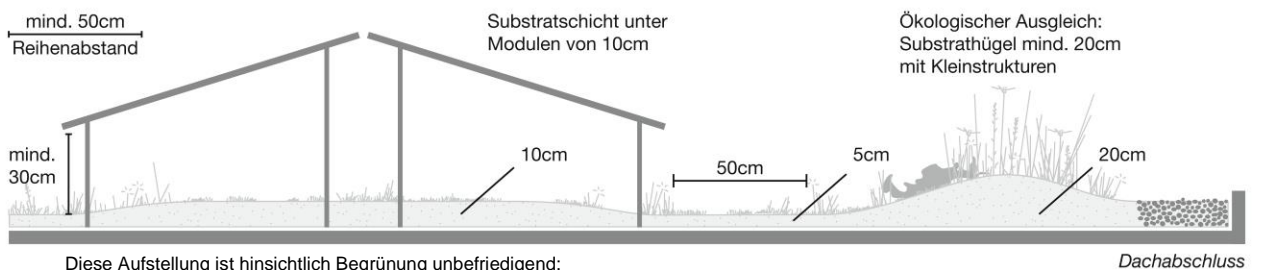 mind. 50cm
Reihenabstand
Substratschicht unter
Modulen von 10cm
Ökologischer Ausgleich:
Substrathügel mind. 20cm
mit Kleinstrukturen
mind.
30cm
10cm
50cm
5cm
20cm
Dachabschluss
Diese Aufstellung ist hinsichtlich Begrünung unbefriedigend: